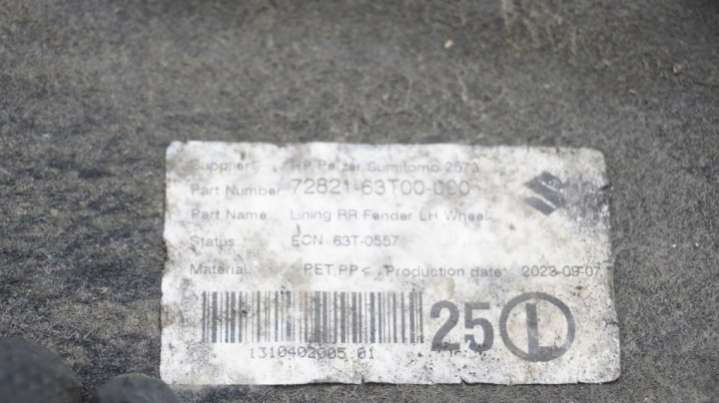 Supplier: HP Pelzer Sumitomo 2573
Part Number 72821-63T00-000
Part Name Lining RR Fender LH Wheel
Status ECN 63T-0557
Material PET.PP< Production date: 2023-09-07
25 L
1310402005 01